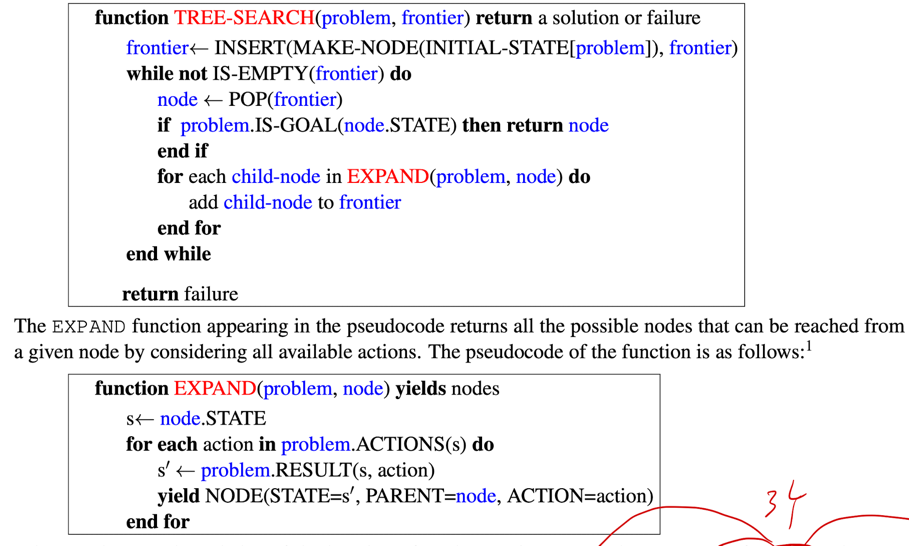 function TREE-SEARCH(problem, frontier) return a solution or failure
frontier← INSERT(MAKE-NODE(INITIAL-STATE[problem]), frontier)
while not IS-EMPTY(frontier) do
node ← POP(frontier)
if problem.IS-GOAL(node.STATE) then return node
end if
for each child-node in EXPAND(problem, node) do
add child-node to frontier
end for
end while
return failure
The EXPAND function appearing in the pseudocode returns all the possible nodes that can be reached from
a given node by considering all available actions. The pseudocode of the function is as follows:¹
function EXPAND(problem, node) yields nodes
s← node.STATE
for each action in problem.ACTIONS(s) do
s′ ← problem.RESULT(s, action)
yield NODE(STATE=s′, PARENT=node, ACTION=action)
end for